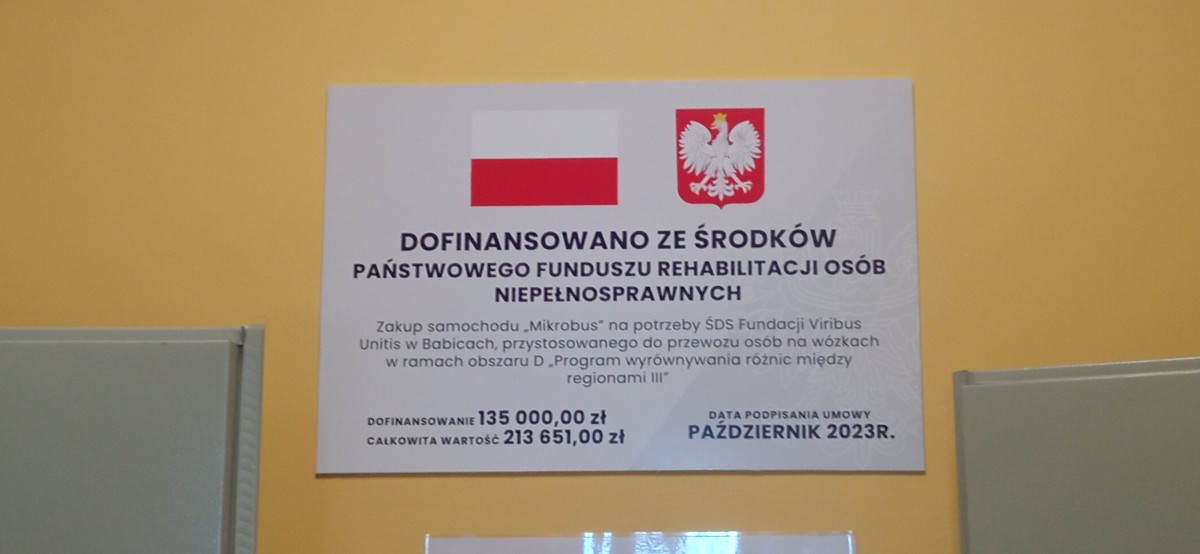 DOFINANSOWANO ZE ŚRODKÓW
PAŃSTWOWEGO FUNDUSZU REHABILITACJI OSÓB
NIEPEŁNOSPRAWNYCH
Zakup samochodu „Mikrobus” na potrzeby ŚDS Fundacji Viribus
Unitis w Babicach, przystosowanego do przewozu osób na wózkach
w ramach obszaru D „Program wyrównywania różnic między
regionami III”
DOFINANSOWANIE 135 000,00 zł
CAŁKOWITA WARTOŚĆ 213 651,00 zł
DATA PODPISANIA UMOWY
PAŹDZIERNIK 2023R.